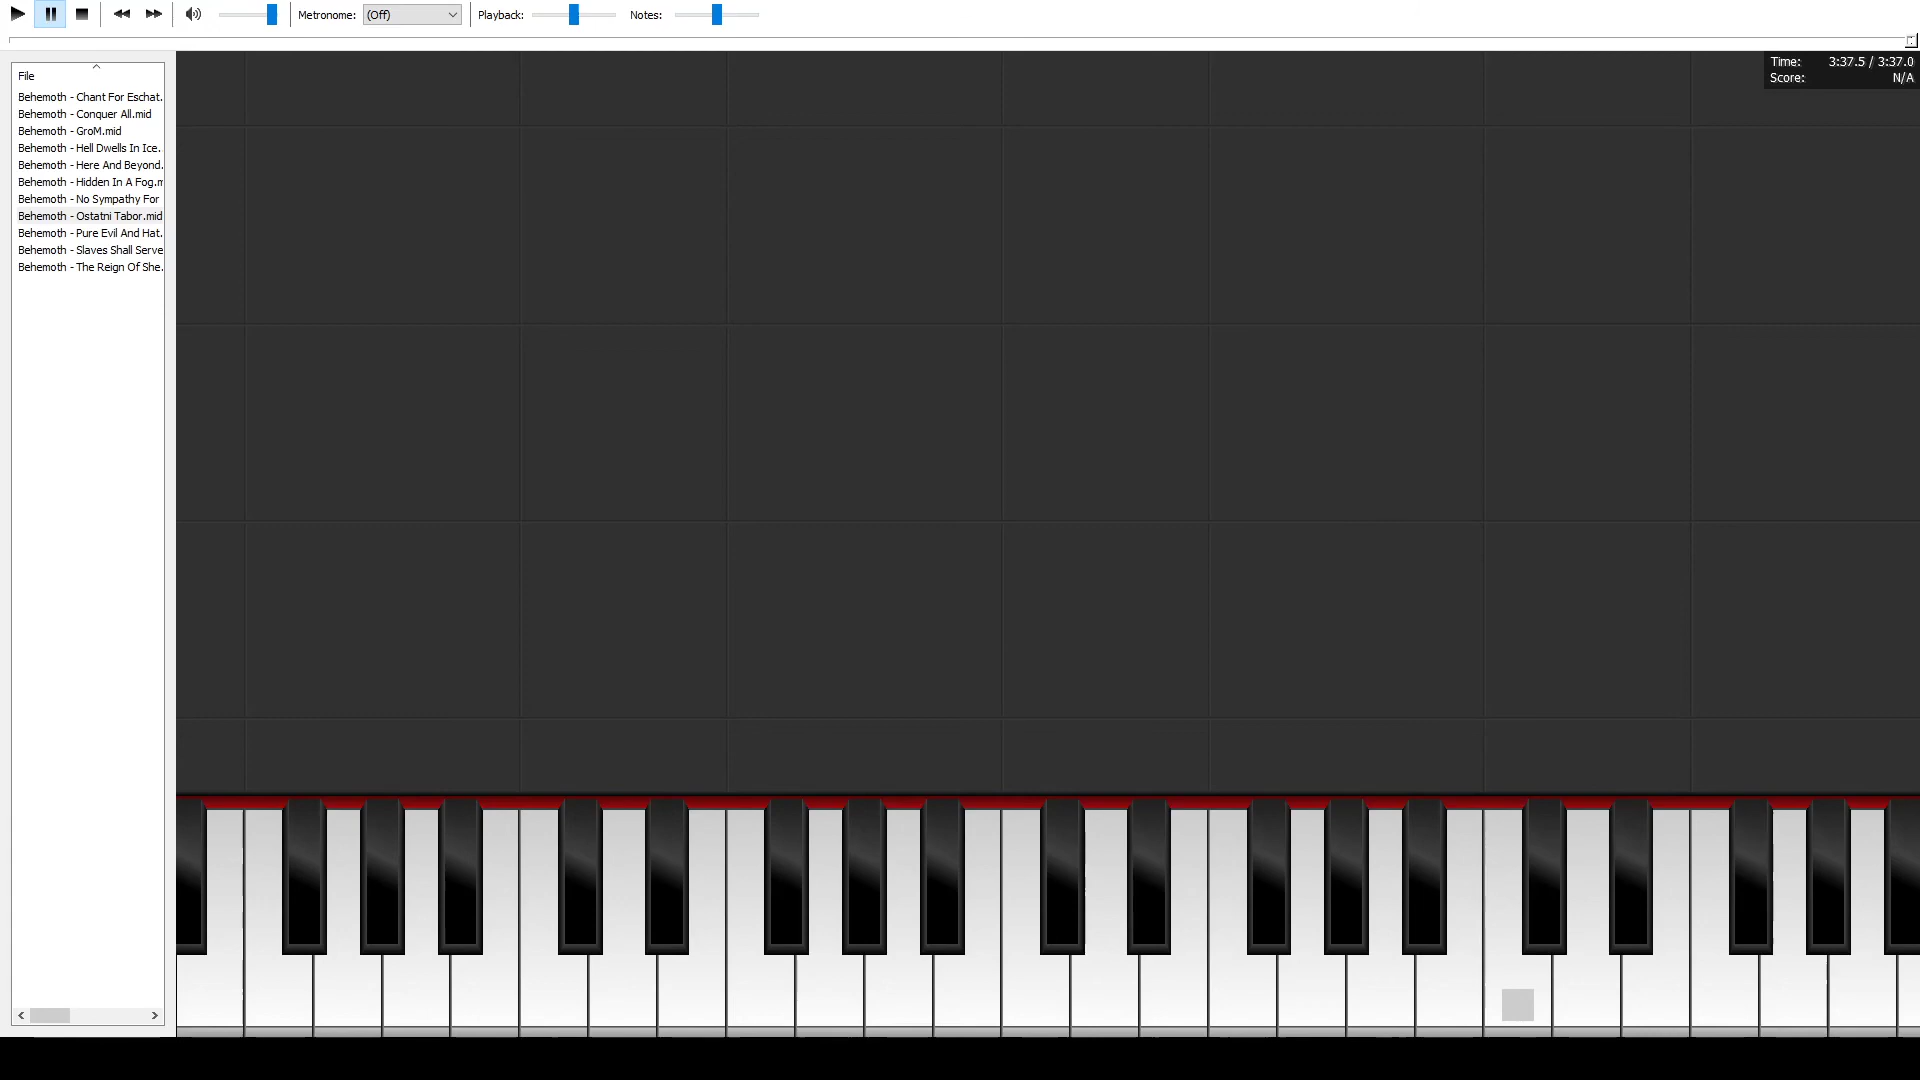 Metronome: (Off) Playback: Notes:
Time: 3:37.5 / 3:37.0
Score: N/A
File
Behemoth - Chant For Eschat.
Behemoth - Conquer All.mid
Behemoth - GroM.mid
Behemoth - Hell Dwells In Ice.
Behemoth - Here And Beyond.
Behemoth - Hidden In A Fog.m
Behemoth - No Sympathy For
Behemoth - Ostatni Tabor.mid
Behemoth - Pure Evil And Hat.
Behemoth - Slaves Shall Serve
Behemoth - The Reign Of She.